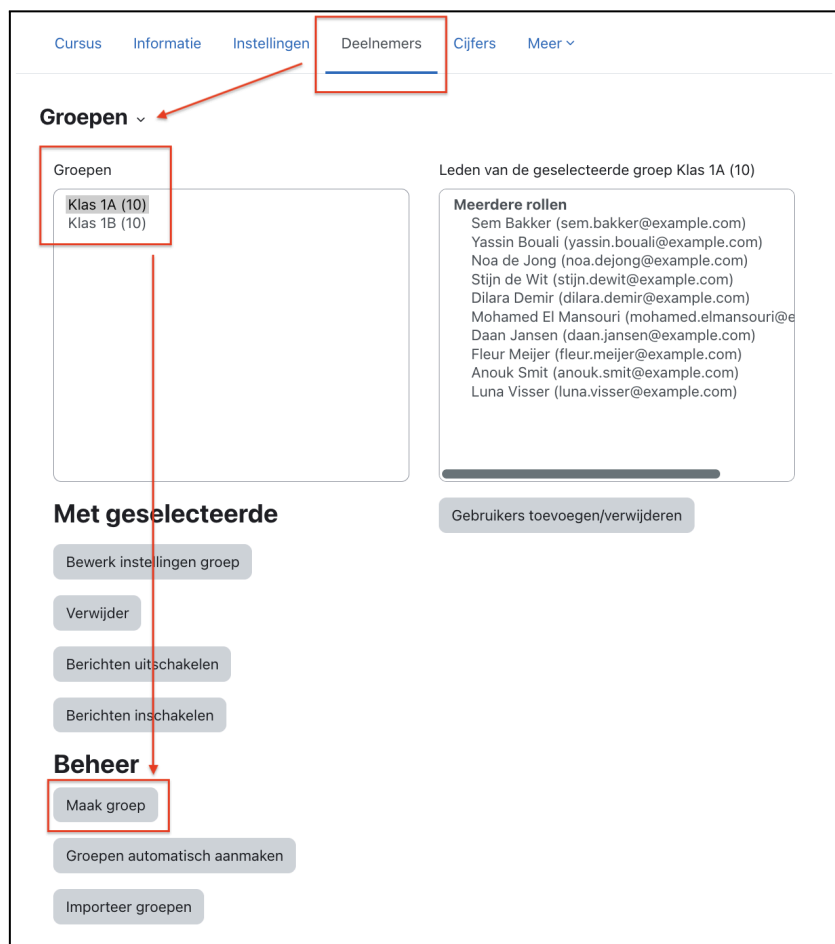 Cursus Informatie Instellingen Deelnemers Cijfers Meer
Groepen
Groepen
Klas 1A (10)
Klas 1B (10)
Leden van de geselecteerde groep Klas 1A (10)
Meerdere rollen
Sem Bakker (sem.bakker@example.com)
Yassin Bouali (yassin.bouali@example.com)
Noa de Jong (noa.dejong@example.com)
Stijn de Wit (stijn.dewit@example.com)
Dilara Demir (dilara.demir@example.com)
Mohamed El Mansouri (mohamed.elmansouri@e
Daan Jansen (daan.jansen@example.com)
Fleur Meijer (fleur.meijer@example.com)
Anouk Smit (anouk.smit@example.com)
Luna Visser (luna.visser@example.com)
Met geselecteerde
Gebruikers toevoegen/verwijderen
Bewerk instellingen groep
Verwijder
Berichten uitschakelen
Berichten inschakelen
Beheer
Maak groep
Groepen automatisch aanmaken
Importeer groepen